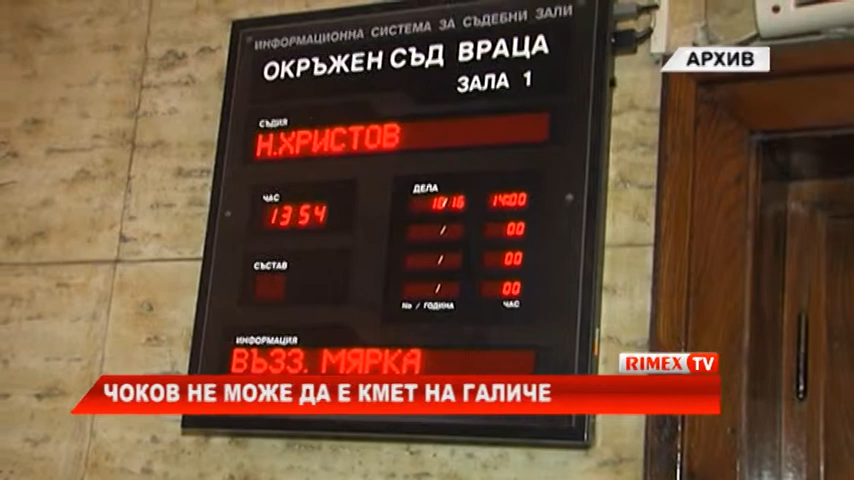 ИНФОРМАЦИОННА СИСТЕМА ЗА СЪДЕБНИ ЗАЛИ
ОКРЪЖЕН СЪД ВРАЦА
ЗАЛА 1
АРХИВ
СЪДИЯ
Н.ХРИСТОВ
ЧАС
13 54
ДЕЛА
10/16 14:00
/ 00
/ 00
/ 00
№ / ГОДИНА ЧАС
СЪСТАВ
ИНФОРМАЦИЯ
ВЪЗЗ. МЯРКА
RIMEX TV
ЧОКОВ НЕ МОЖЕ ДА Е КМЕТ НА ГАЛИЧЕ